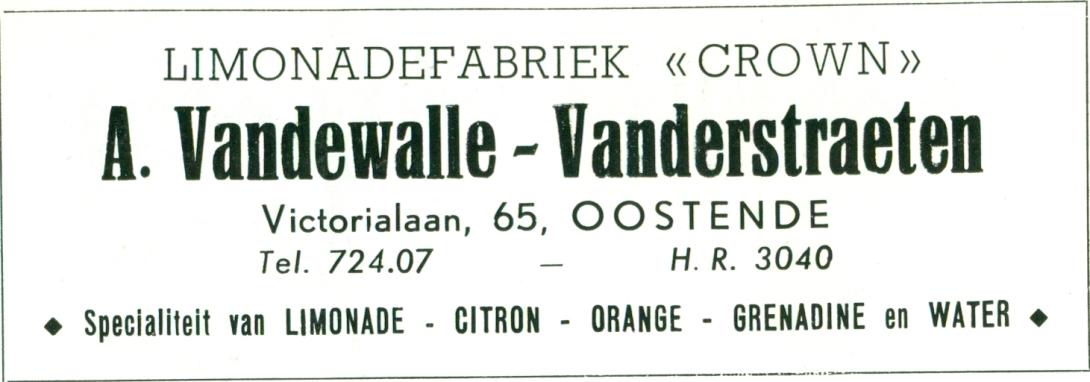 LIMONADEFABRIEK «CROWN»
A. Vandewalle - Vanderstraeten
Victorialaan, 65, OOSTENDE
Tel. 724.07 — H. R. 3040
◆ Specialiteit van LIMONADE - CITRON - ORANGE - GRENADINE en WATER ◆